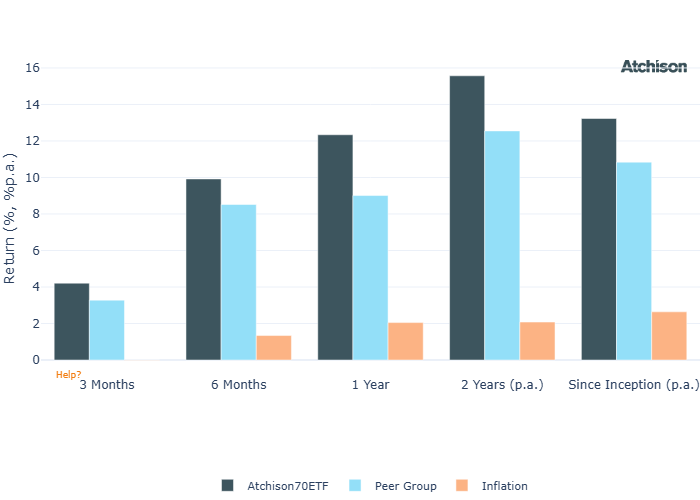 Atchison
16
14
12
10
8
6
4
2
0
Return (%, %p.a.)
Help?
3 Months
6 Months
1 Year
2 Years (p.a.)
Since Inception (p.a.)
Atchison70ETF
Peer Group
Inflation